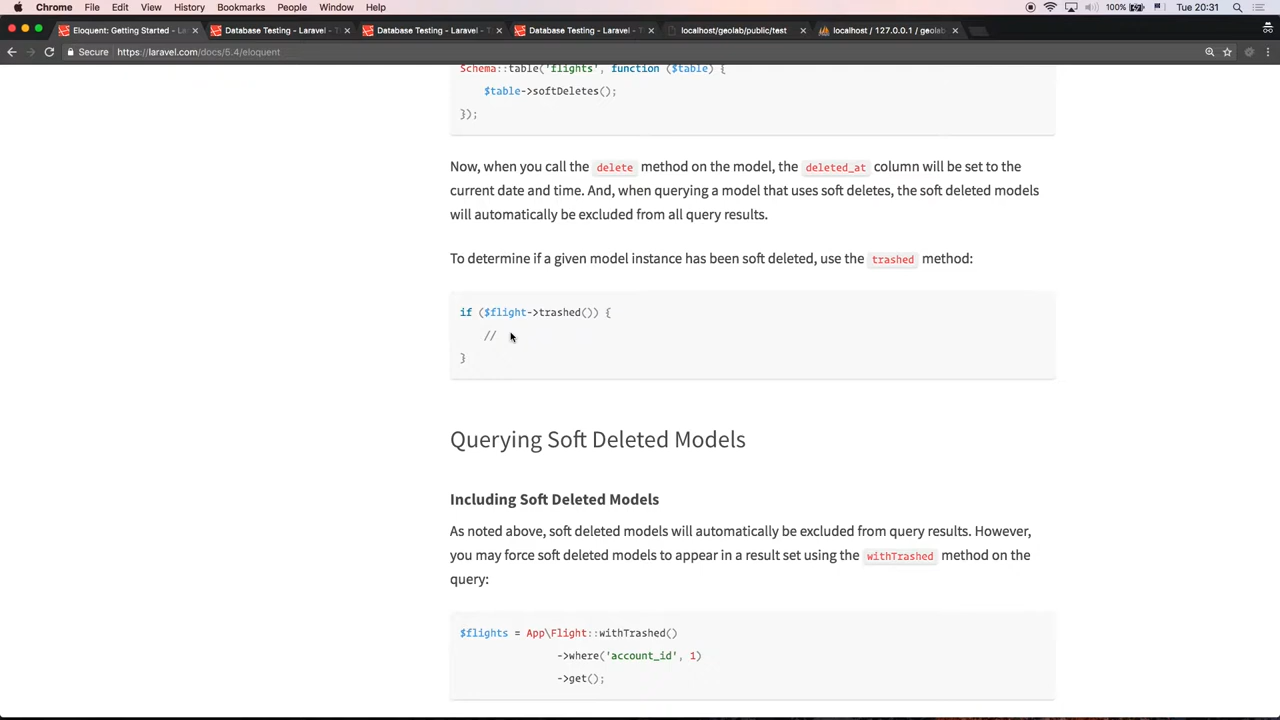 Chrome File Edit View History Bookmarks People Window Help 100% Tue 20:31
Eloquent: Getting Started - La Database Testing - Laravel - T Database Testing - Laravel - T Database Testing - Laravel - T localhost/geolab/public/test localhost / 127.0.0.1 / geolab
Secure https://laravel.com/docs/5.4/eloquent
Schema::table('flights', function ($table) {
$table->softDeletes();
});
Now, when you call the delete method on the model, the deleted_at column will be set to the
current date and time. And, when querying a model that uses soft deletes, the soft deleted models
will automatically be excluded from all query results.
To determine if a given model instance has been soft deleted, use the trashed method:
if ($flight->trashed()) {
//
}
Querying Soft Deleted Models
Including Soft Deleted Models
As noted above, soft deleted models will automatically be excluded from query results. However,
you may force soft deleted models to appear in a result set using the withTrashed method on the
query:
$flights = App\Flight::withTrashed()
->where('account_id', 1)
->get();